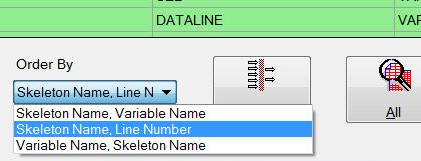 DATALINE VAR
Order By
Skeleton Name, Line N
All
Skeleton Name, Variable Name
Skeleton Name, Line Number
Variable Name, Skeleton Name